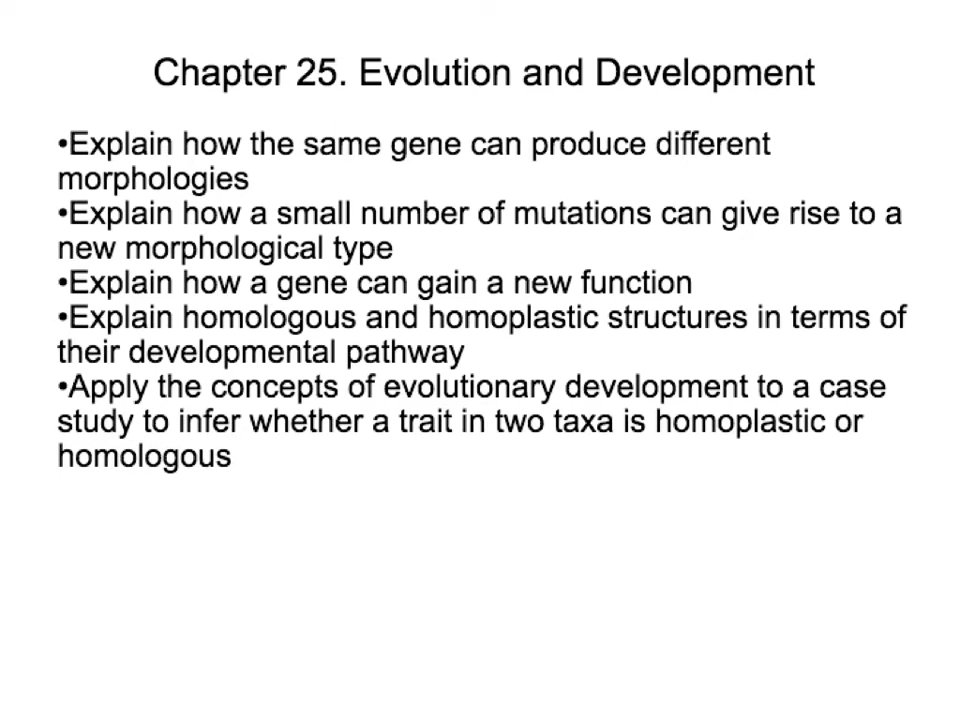 Chapter 25. Evolution and Development
•Explain how the same gene can produce different
morphologies
•Explain how a small number of mutations can give rise to a
new morphological type
•Explain how a gene can gain a new function
•Explain homologous and homoplastic structures in terms of
their developmental pathway
•Apply the concepts of evolutionary development to a case
study to infer whether a trait in two taxa is homoplastic or
homologous